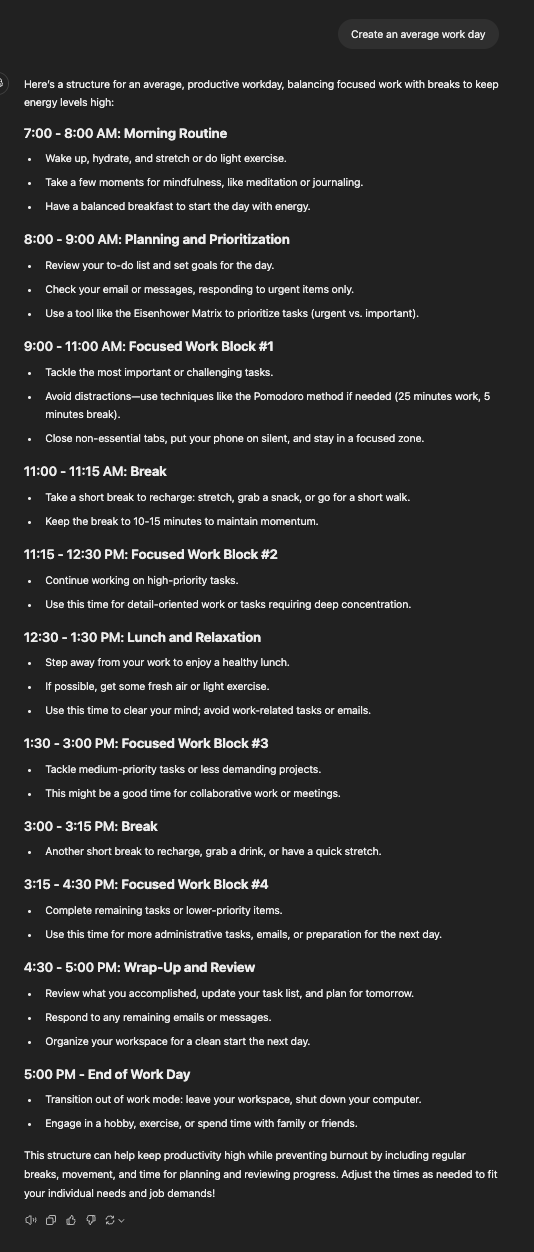 Create an average work day
Here's a structure for an average, productive workday, balancing focused work with breaks to keep
energy levels high:
7:00 - 8:00 AM: Morning Routine
• Wake up, hydrate, and stretch or do light exercise.
• Take a few moments for mindfulness, like meditation or journaling.
• Have a balanced breakfast to start the day with energy.
8:00 - 9:00 AM: Planning and Prioritization
• Review your to-do list and set goals for the day.
• Check your email or messages, responding to urgent items only.
• Use a tool like the Eisenhower Matrix to prioritize tasks (urgent vs. important).
9:00 - 11:00 AM: Focused Work Block #1
• Tackle the most important or challenging tasks.
• Avoid distractions—use techniques like the Pomodoro method if needed (25 minutes work, 5
minutes break).
• Close non-essential tabs, put your phone on silent, and stay in a focused zone.
11:00 - 11:15 AM: Break
• Take a short break to recharge: stretch, grab a snack, or go for a short walk.
• Keep the break to 10-15 minutes to maintain momentum.
11:15 - 12:30 PM: Focused Work Block #2
• Continue working on high-priority tasks.
• Use this time for detail-oriented work or tasks requiring deep concentration.
12:30 - 1:30 PM: Lunch and Relaxation
• Step away from your work to enjoy a healthy lunch.
• If possible, get some fresh air or light exercise.
• Use this time to clear your mind; avoid work-related tasks or emails.
1:30 - 3:00 PM: Focused Work Block #3
• Tackle medium-priority tasks or less demanding projects.
• This might be a good time for collaborative work or meetings.
3:00 - 3:15 PM: Break
• Another short break to recharge, grab a drink, or have a quick stretch.
3:15 - 4:30 PM: Focused Work Block #4
• Complete remaining tasks or lower-priority items.
• Use this time for more administrative tasks, emails, or preparation for the next day.
4:30 - 5:00 PM: Wrap-Up and Review
• Review what you accomplished, update your task list, and plan for tomorrow.
• Respond to any remaining emails or messages.
• Organize your workspace for a clean start the next day.
5:00 PM - End of Work Day
• Transition out of work mode: leave your workspace, shut down your computer.
• Engage in a hobby, exercise, or spend time with family or friends.
This structure can help keep productivity high while preventing burnout by including regular
breaks, movement, and time for planning and reviewing progress. Adjust the times as needed to fit
your individual needs and job demands!